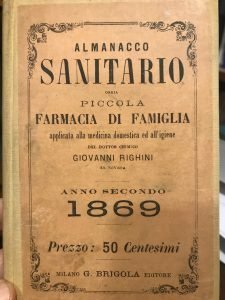 ALMANACCO
SANITARIO
OSSIA
PICCOLA
FARMACIA DI FAMIGLIA
applicata alla medicina domestica ed all'igiene
DEL DOTTOR CHIMICO
GIOVANNI RIGHINI
DA NOVARA
ANNO SECONDO
1869
Prezzo: 50 Centesimi
MILANO G. BRIGOLA EDITORE